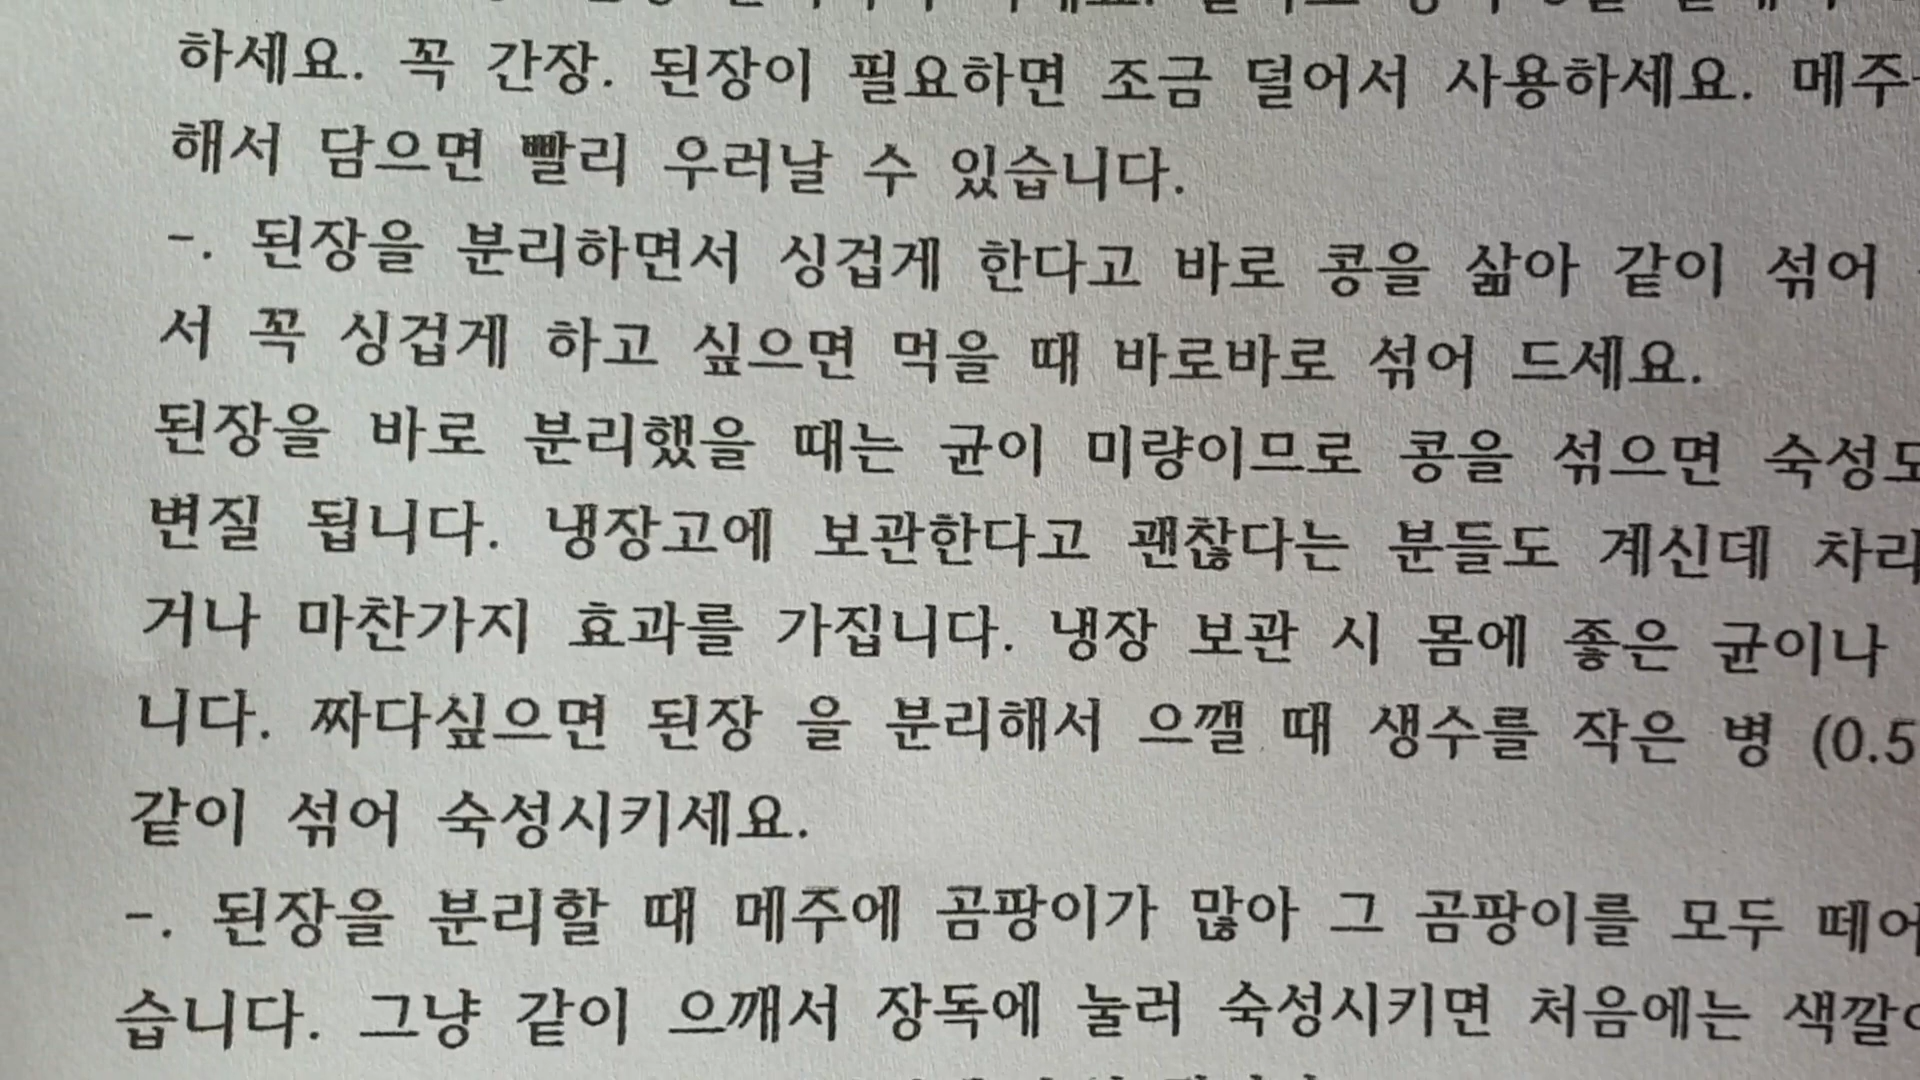 하세요. 꼭 간장. 된장이 필요하면 조금 덜어서 사용하세요. 메주
해서 담으면 빨리 우러날 수 있습니다.
-. 된장을 분리하면서 싱겁게 한다고 바로 콩을 삶아 같이 섞어
서 꼭 싱겁게 하고 싶으면 먹을 때 바로바로 섞어 드세요.
된장을 바로 분리했을 때는 균이 미량이므로 콩을 섞으면 숙성
변질 됩니다. 냉장고에 보관한다고 괜찮다는 분들도 계신데 차라
거나 마찬가지 효과를 가집니다. 냉장 보관 시 몸에 좋은 균이나
니다. 짜다싶으면 된장 을 분리해서 으깰 때 생수를 작은 병 (0.5
같이 섞어 숙성시키세요.
-. 된장을 분리할 때 메주에 곰팡이가 많아 그 곰팡이를 모두 떼어
습니다. 그냥 같이 으깨서 장독에 눌러 숙성시키면 처음에는 색깔